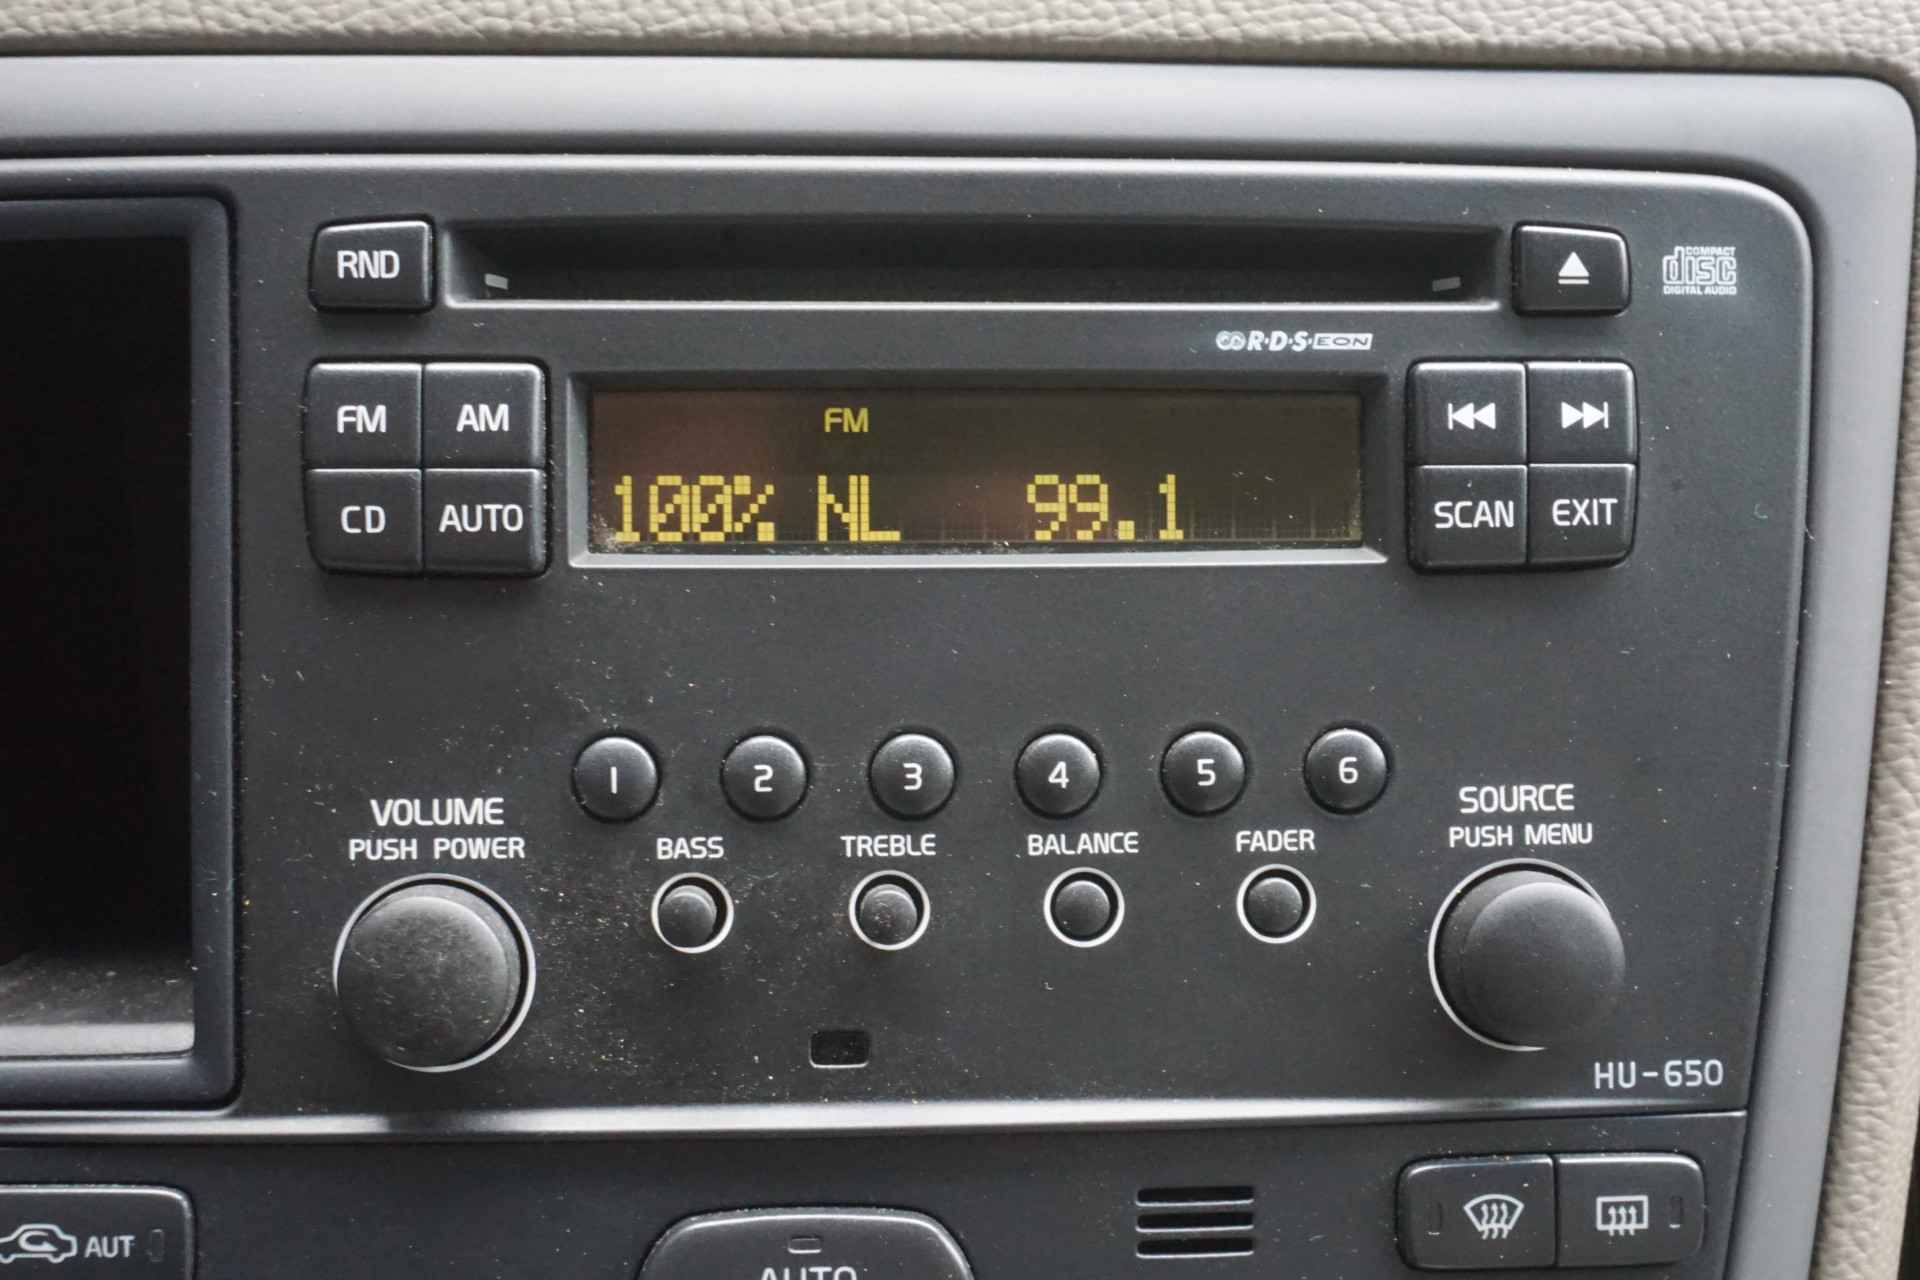 RND
COMPACT
disc
DIGITAL AUDIO
R·D·S·EON
FM AM
FM
CD AUTO
100% NL 99.1
SCAN EXIT
1 2 3 4 5 6
VOLUME
PUSH POWER
BASS TREBLE BALANCE FADER
SOURCE
PUSH MENU
HU-650
AUT
AUTO